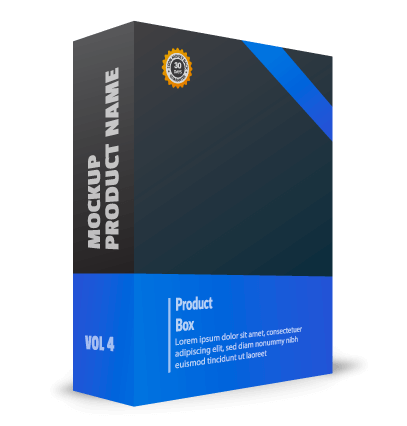 MOCKUP
PRODUCT NAME
VOL 4
30
DAYS
Product
Box
Lorem ipsum dolor sit amet, consectetuer
adipiscing elit, sed diam nonummy nibh
euismod tincidunt ut laoreet